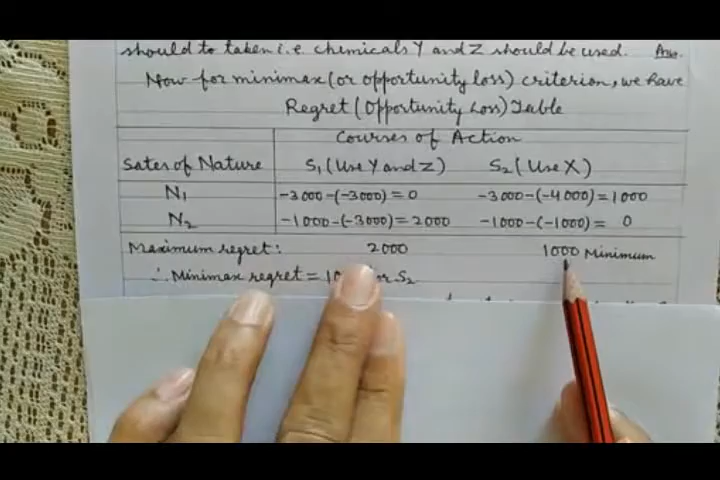 should to taken i.e chemicals Y and Z should be used. Ans.
Now for minimax (or opportunity loss) criterion, we have
Regret (Opportunity Loss) Table
Courses of Action
Sates of Nature S1 (Use Y and Z) S2 (Use X)
N1 -3000-(-3000)=0 -3000-(-4000)=1000
N2 -1000-(-3000)=2000 -1000-(-1000)= 0
Maximum regret: 2000 1000 Minimum
∴ Minimax regret = S2